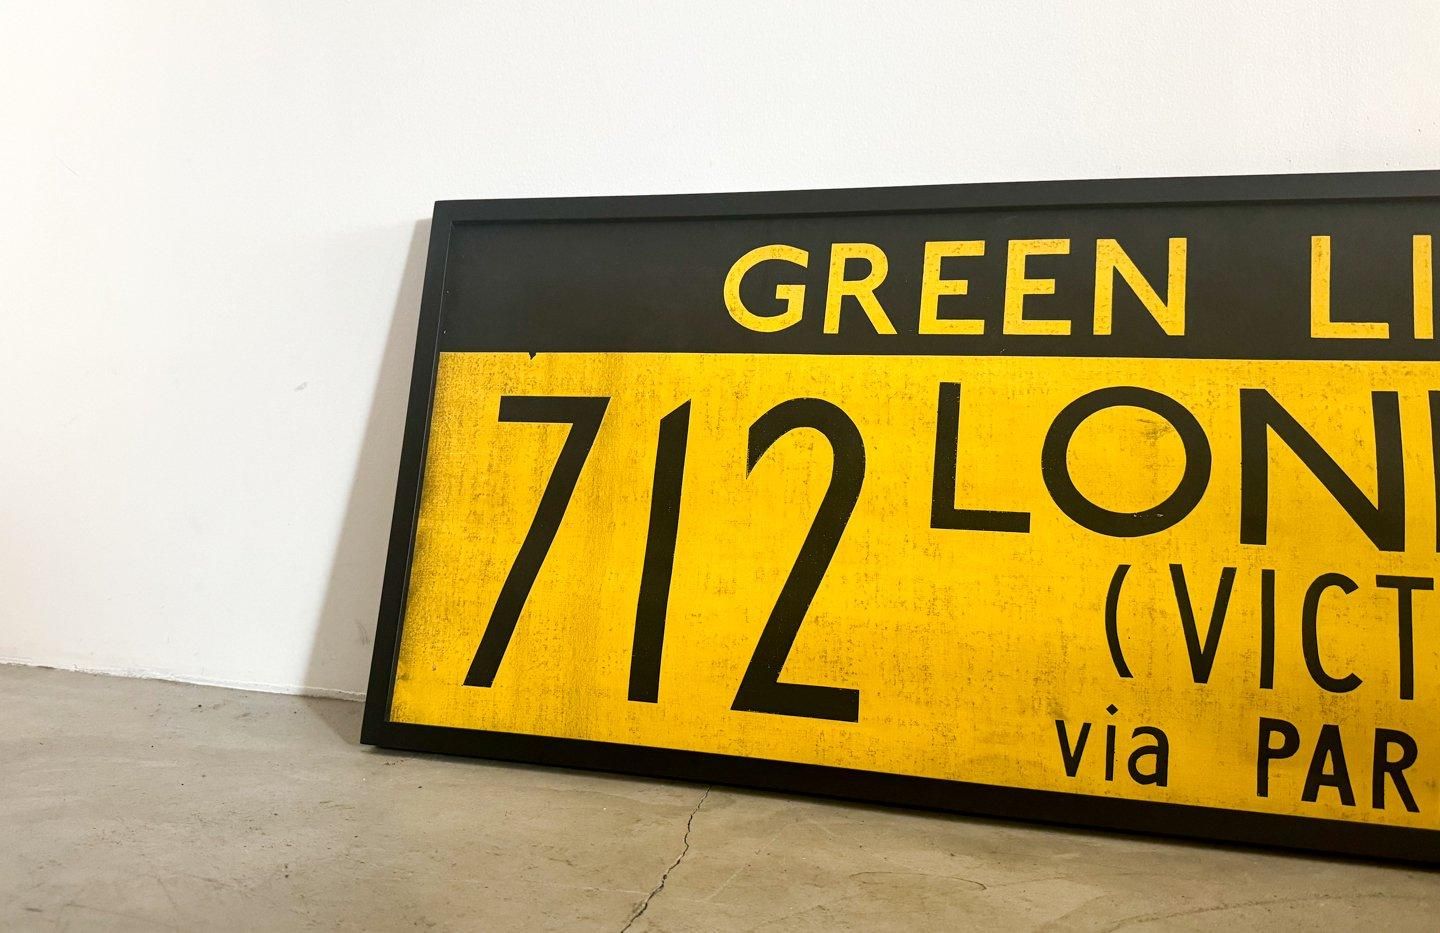 GREEN LI
712 LON
(VICT
via PAR